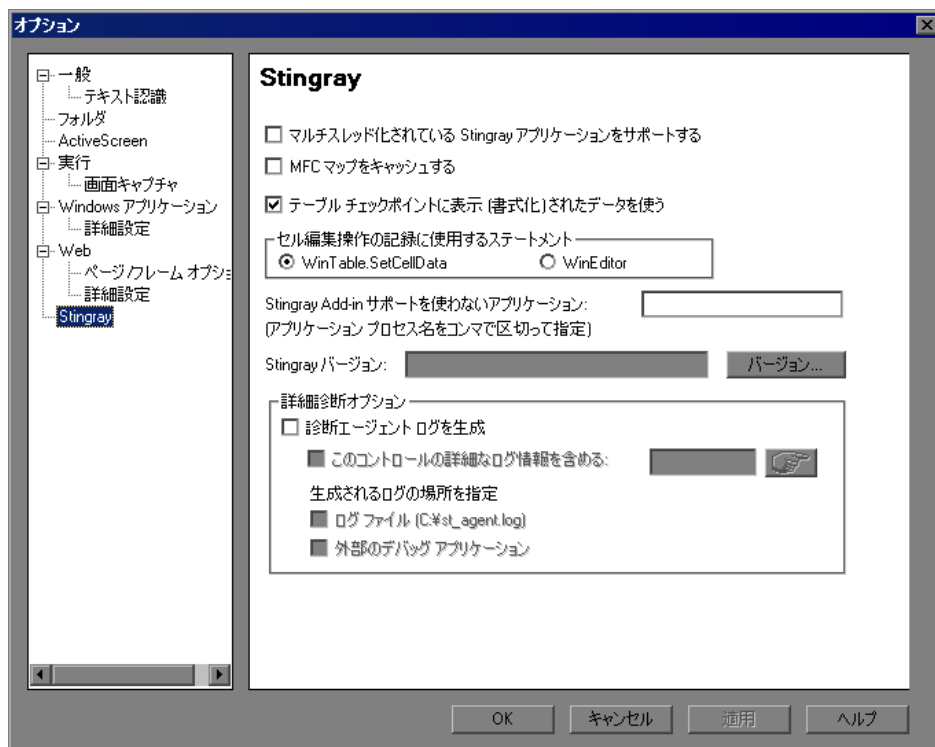 オプション
一般
テキスト認識
フォルダ
ActiveScreen
実行
画面キャプチャ
Windows アプリケーション
詳細設定
Web
ページ/フレーム オプショ
詳細設定
Stingray
Stingray
マルチスレッド化されている Stingray アプリケーションをサポートする
MFC マップをキャッシュする
テーブル チェックポイントに表示 (書式化)されたデータを使う
セル編集操作の記録に使用するステートメント
WinTable.SetCellData WinEditor
Stingray Add-in サポートを使わないアプリケーション:
(アプリケーション プロセス名をコンマで区切って指定)
Stingray バージョン: バージョン...
詳細診断オプション
診断エージェント ログを生成
このコントロールの詳細なログ情報を含める:
生成されるログの場所を指定
ログ ファイル (C:¥st_agent.log)
外部のデバッグ アプリケーション
OK キャンセル 適用 ヘルプ